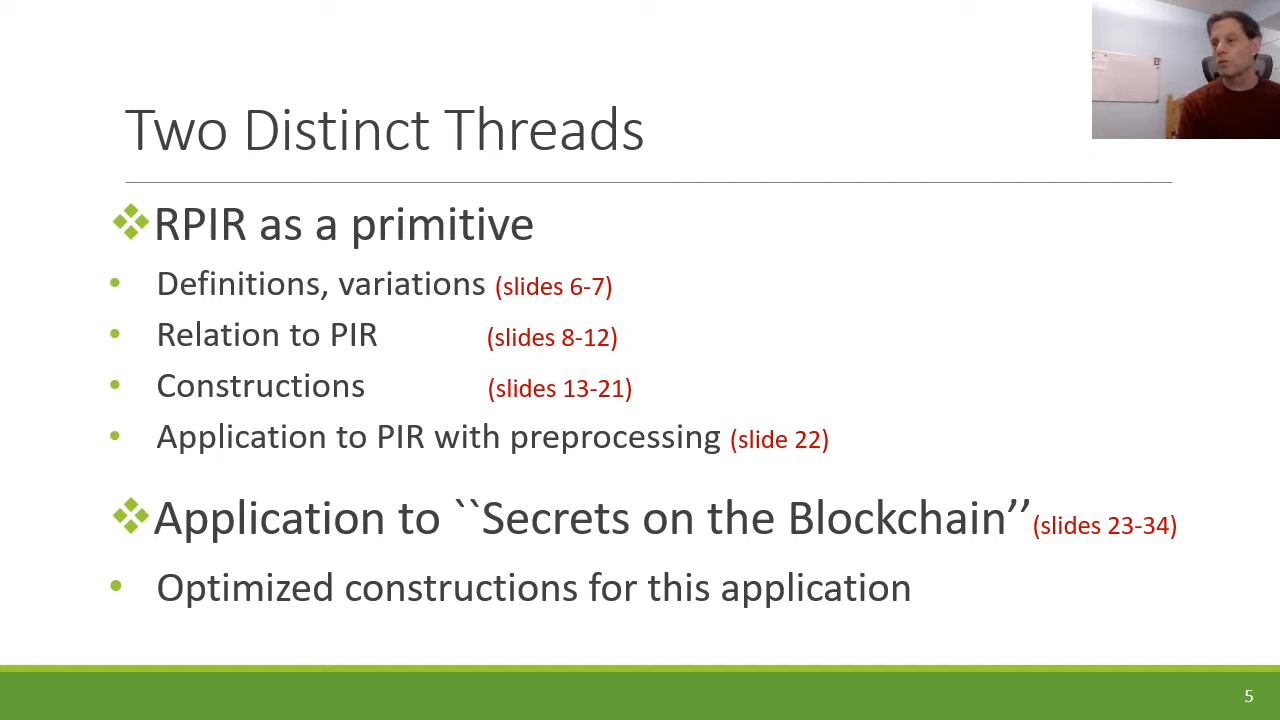 Two Distinct Threads
RPIR as a primitive
Definitions, variations (slides 6-7)
Relation to PIR (slides 8-12)
Constructions (slides 13-21)
Application to PIR with preprocessing (slide 22)
Application to ``Secrets on the Blockchain’’(slides 23-34)
Optimized constructions for this application
5